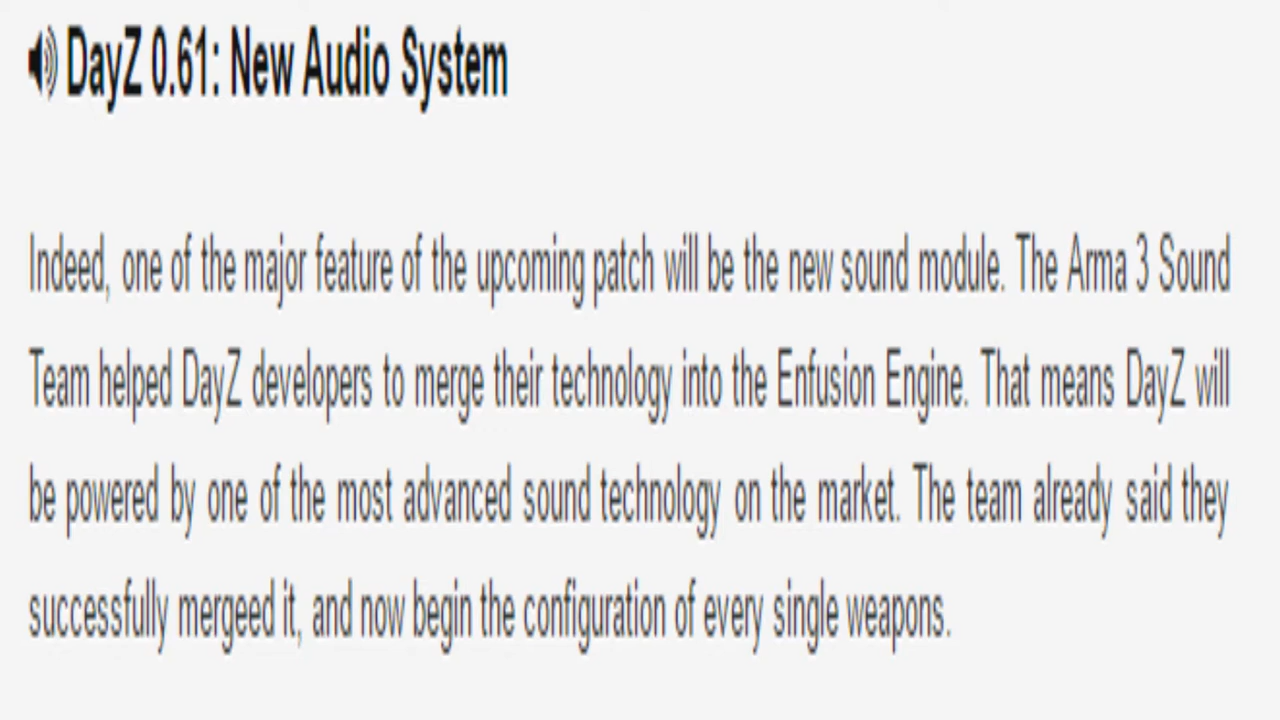 DayZ 0.61: New Audio System
Indeed, one of the major feature of the upcoming patch will be the new sound module. The Arma 3 Sound
Team helped DayZ developers to merge their technology into the Enfusion Engine. That means DayZ will
be powered by one of the most advanced sound technology on the market. The team already said they
successfully mergeed it, and now begin the configuration of every single weapons.